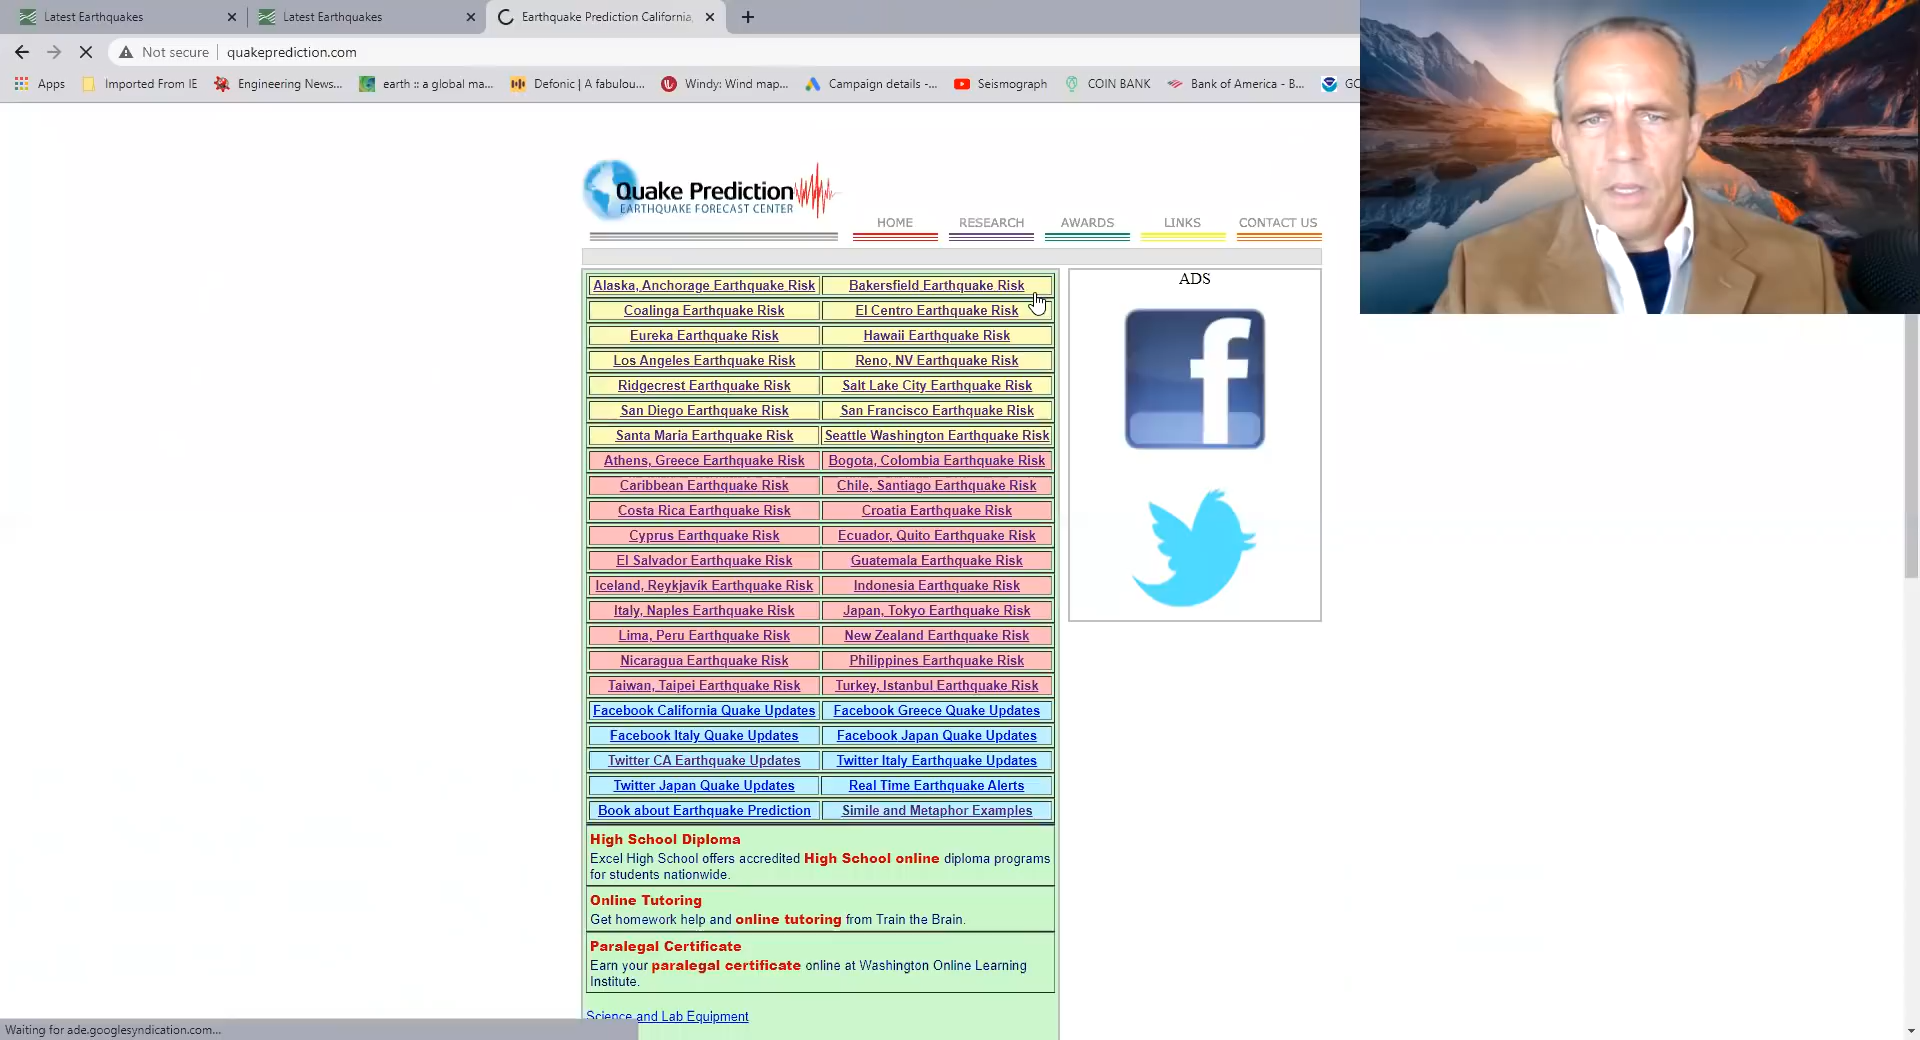 Latest Earthquakes
Latest Earthquakes
Earthquake Prediction California,
Not secure
quakeprediction.com
Apps
Imported From IE
Engineering News...
earth :: a global ma...
Defonic | A fabulou...
Windy: Wind map...
Campaign details -...
Seismograph
COIN BANK
Bank of America - B...
GO
Quake Prediction
EARTHQUAKE FORECAST CENTER
HOME
RESEARCH
AWARDS
LINKS
CONTACT US
Alaska, Anchorage Earthquake Risk
Bakersfield Earthquake Risk
Coalinga Earthquake Risk
El Centro Earthquake Risk
Eureka Earthquake Risk
Hawaii Earthquake Risk
Los Angeles Earthquake Risk
Reno, NV Earthquake Risk
Ridgecrest Earthquake Risk
Salt Lake City Earthquake Risk
San Diego Earthquake Risk
San Francisco Earthquake Risk
Santa Maria Earthquake Risk
Seattle Washington Earthquake Risk
Athens, Greece Earthquake Risk
Bogota, Colombia Earthquake Risk
Caribbean Earthquake Risk
Chile, Santiago Earthquake Risk
Costa Rica Earthquake Risk
Croatia Earthquake Risk
Cyprus Earthquake Risk
Ecuador, Quito Earthquake Risk
El Salvador Earthquake Risk
Guatemala Earthquake Risk
Iceland, Reykjavík Earthquake Risk
Indonesia Earthquake Risk
Italy, Naples Earthquake Risk
Japan, Tokyo Earthquake Risk
Lima, Peru Earthquake Risk
New Zealand Earthquake Risk
Nicaragua Earthquake Risk
Philippines Earthquake Risk
Taiwan, Taipei Earthquake Risk
Turkey, Istanbul Earthquake Risk
Facebook California Quake Updates
Facebook Greece Quake Updates
Facebook Italy Quake Updates
Facebook Japan Quake Updates
Twitter CA Earthquake Updates
Twitter Italy Earthquake Updates
Twitter Japan Quake Updates
Real Time Earthquake Alerts
Book about Earthquake Prediction
Simile and Metaphor Examples
High School Diploma
Excel High School offers accredited High School online diploma programs
for students nationwide.
Online Tutoring
Get homework help and online tutoring from Train the Brain.
Paralegal Certificate
Earn your paralegal certificate online at Washington Online Learning
Institute.
Science and Lab Equipment
ADS
f
Waiting for ade.googlesyndication.com...